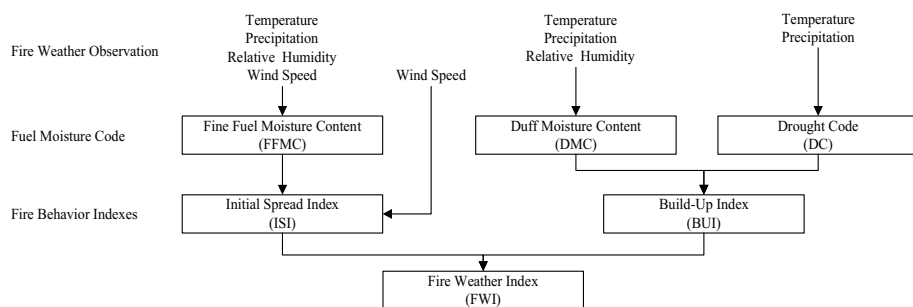 Fire Weather Observation
Temperature
Precipitation
Relative Humidity
Wind Speed
Wind Speed
Temperature
Precipitation
Relative Humidity
Temperature
Precipitation
Fuel Moisture Code
Fine Fuel Moisture Content
(FFMC)
Duff Moisture Content
(DMC)
Drought Code
(DC)
Fire Behavior Indexes
Initial Spread Index
(ISI)
Build-Up Index
(BUI)
Fire Weather Index
(FWI)